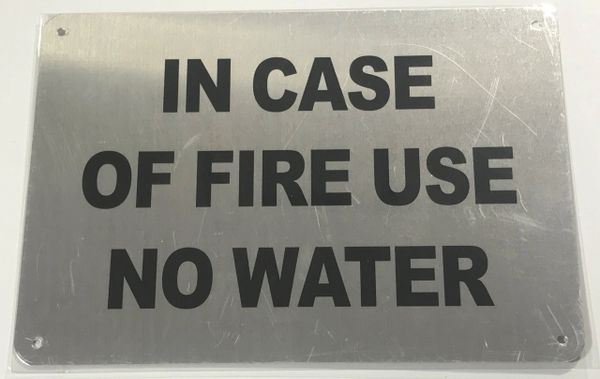 IN CASE
OF FIRE USE
NO WATER